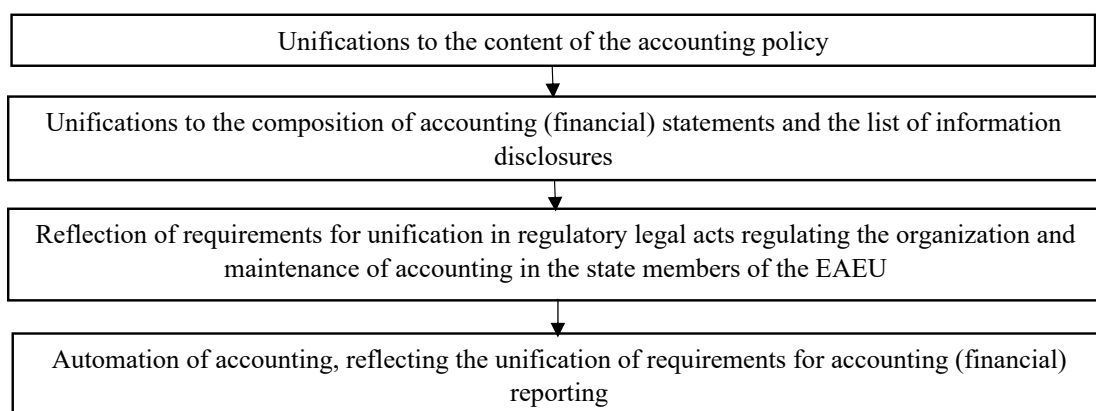 Unifications to the content of the accounting policy
Unifications to the composition of accounting (financial) statements and the list of information
disclosures
Reflection of requirements for unification in regulatory legal acts regulating the organization and
maintenance of accounting in the state members of the EAEU
Automation of accounting, reflecting the unification of requirements for accounting (financial)
reporting